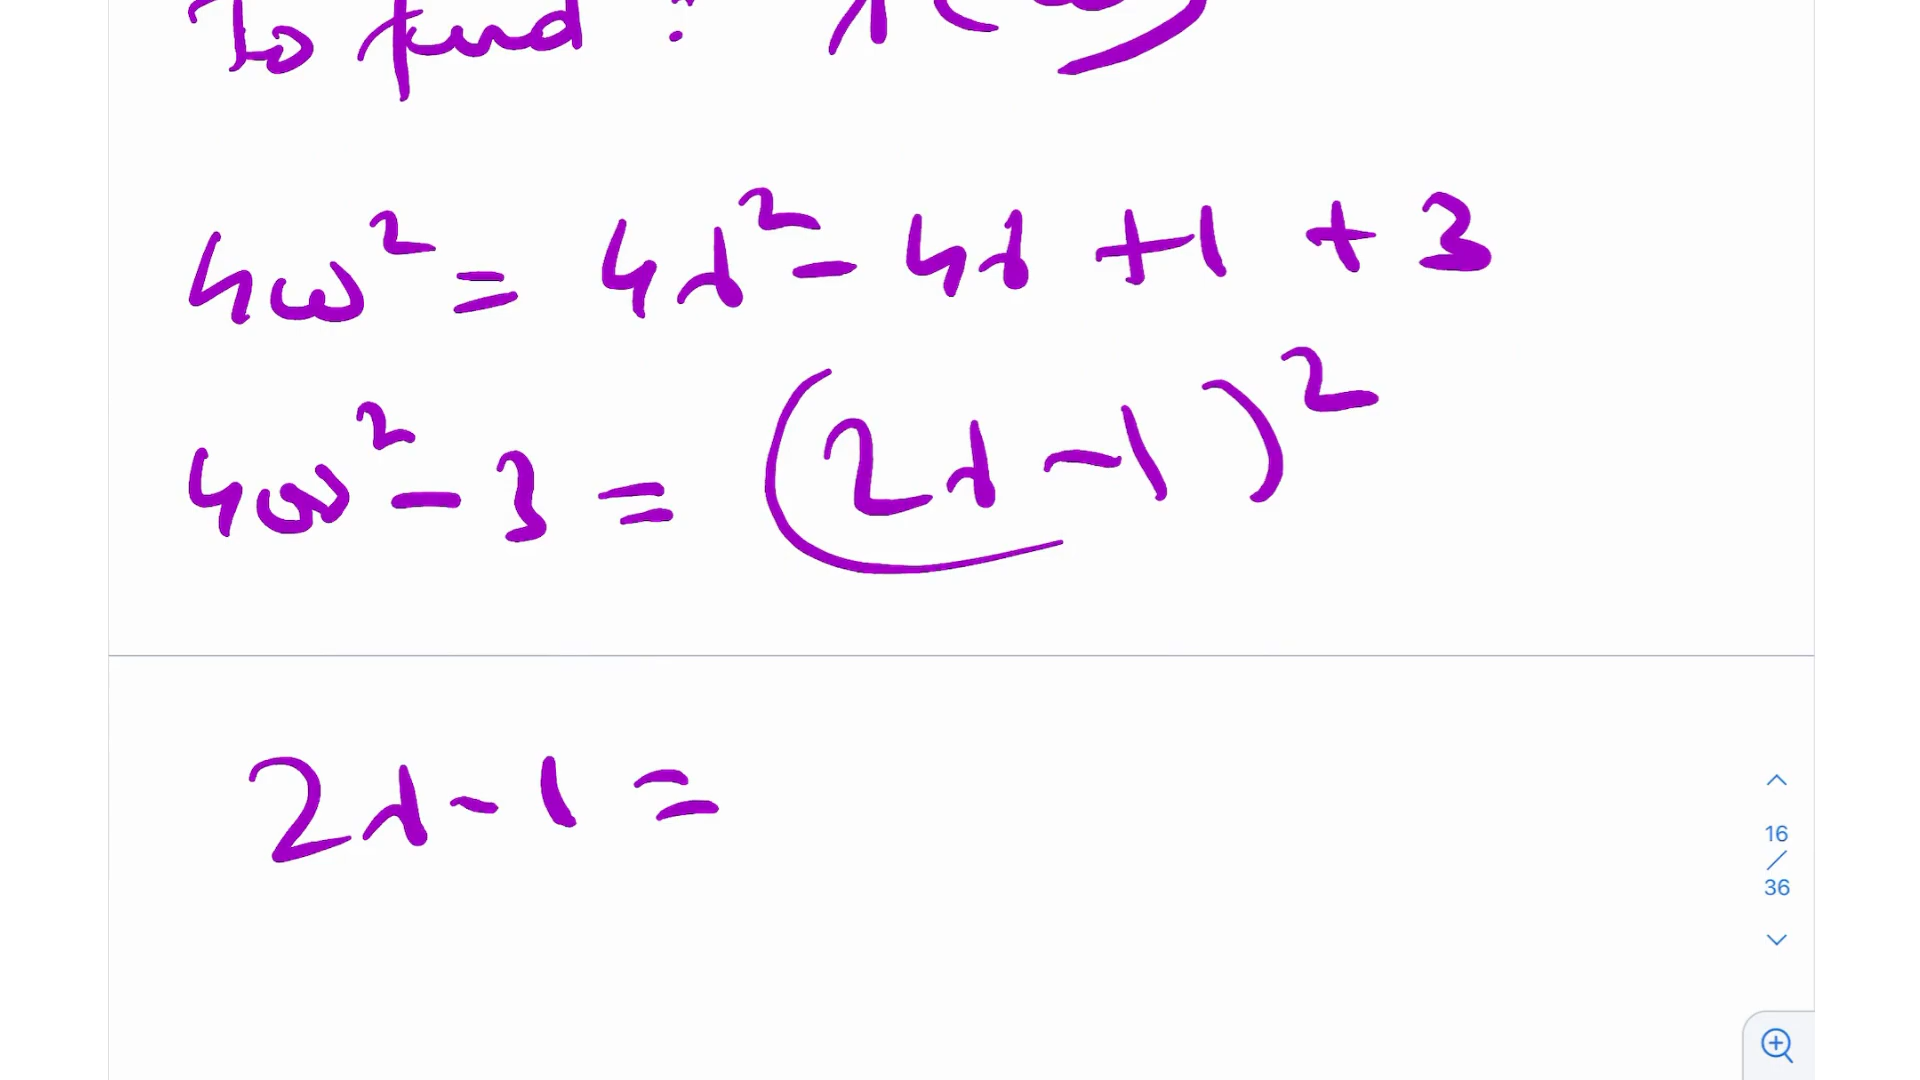 To find :
4ω² = 4λ² - 4λ + 1 + 3
4ω² - 3 = (2λ - 1)²
2λ - 1 =
16
/
36